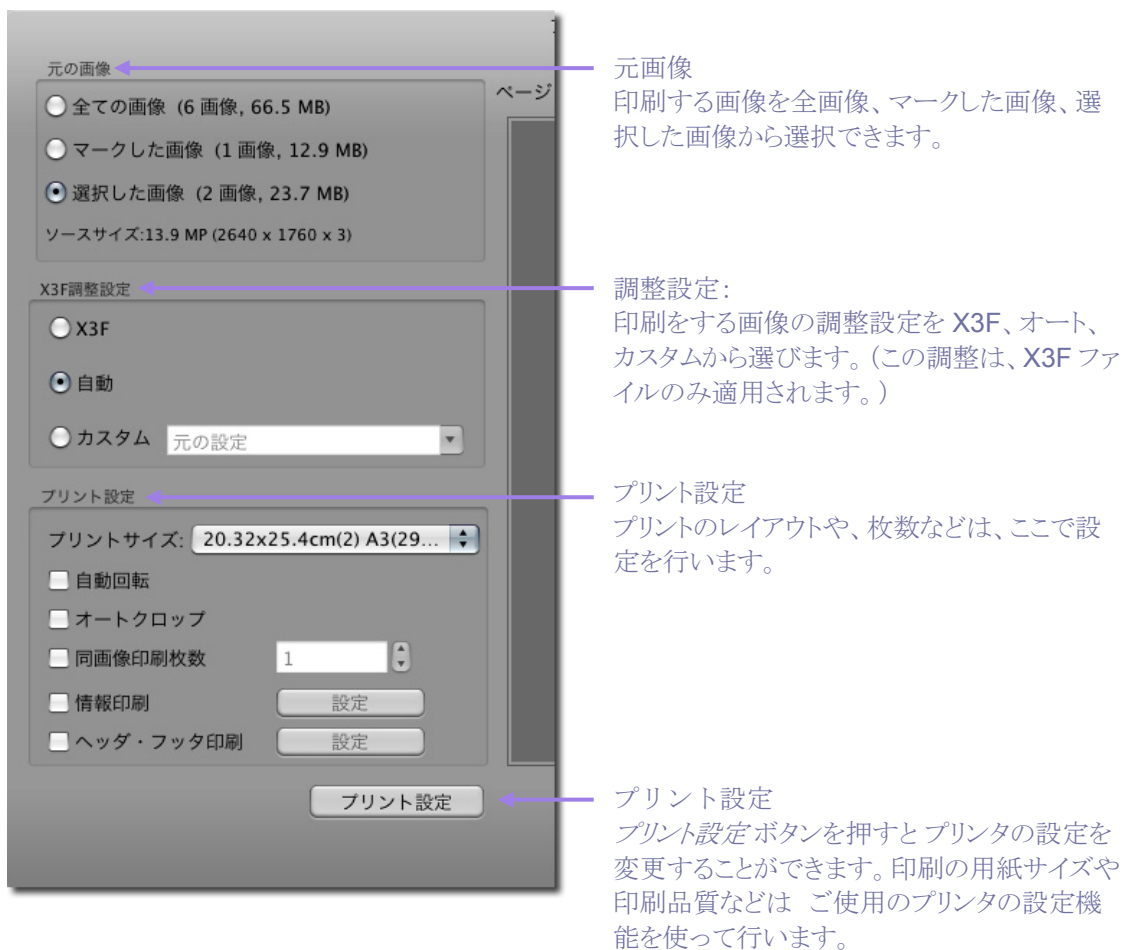 元の画像
全ての画像 (6 画像, 66.5 MB)
マークした画像 (1 画像, 12.9 MB)
選択した画像 (2 画像, 23.7 MB)
ソースサイズ:13.9 MP (2640 x 1760 x 3)
ページ
X3F調整設定
X3F
自動
カスタム 元の設定
プリント設定
プリントサイズ: 20.32x25.4cm(2) A3(29...
自動回転
オートクロップ
同画像印刷枚数 1
情報印刷 設定
ヘッダ・フッタ印刷 設定
プリント設定
元画像
印刷する画像を全画像、マークした画像、選
択した画像から選択できます。
調整設定:
印刷をする画像の調整設定を X3F、オート、
カスタムから選びます。（この調整は、X3F ファ
イルのみ適用されます。）
プリント設定
プリントのレイアウトや、枚数などは、ここで設
定を行います。
プリント設定
プリント設定 ボタンを押すと プリンタの設定を
変更することができます。印刷の用紙サイズや
印刷品質などは　ご使用のプリンタの設定機
能を使って行います。